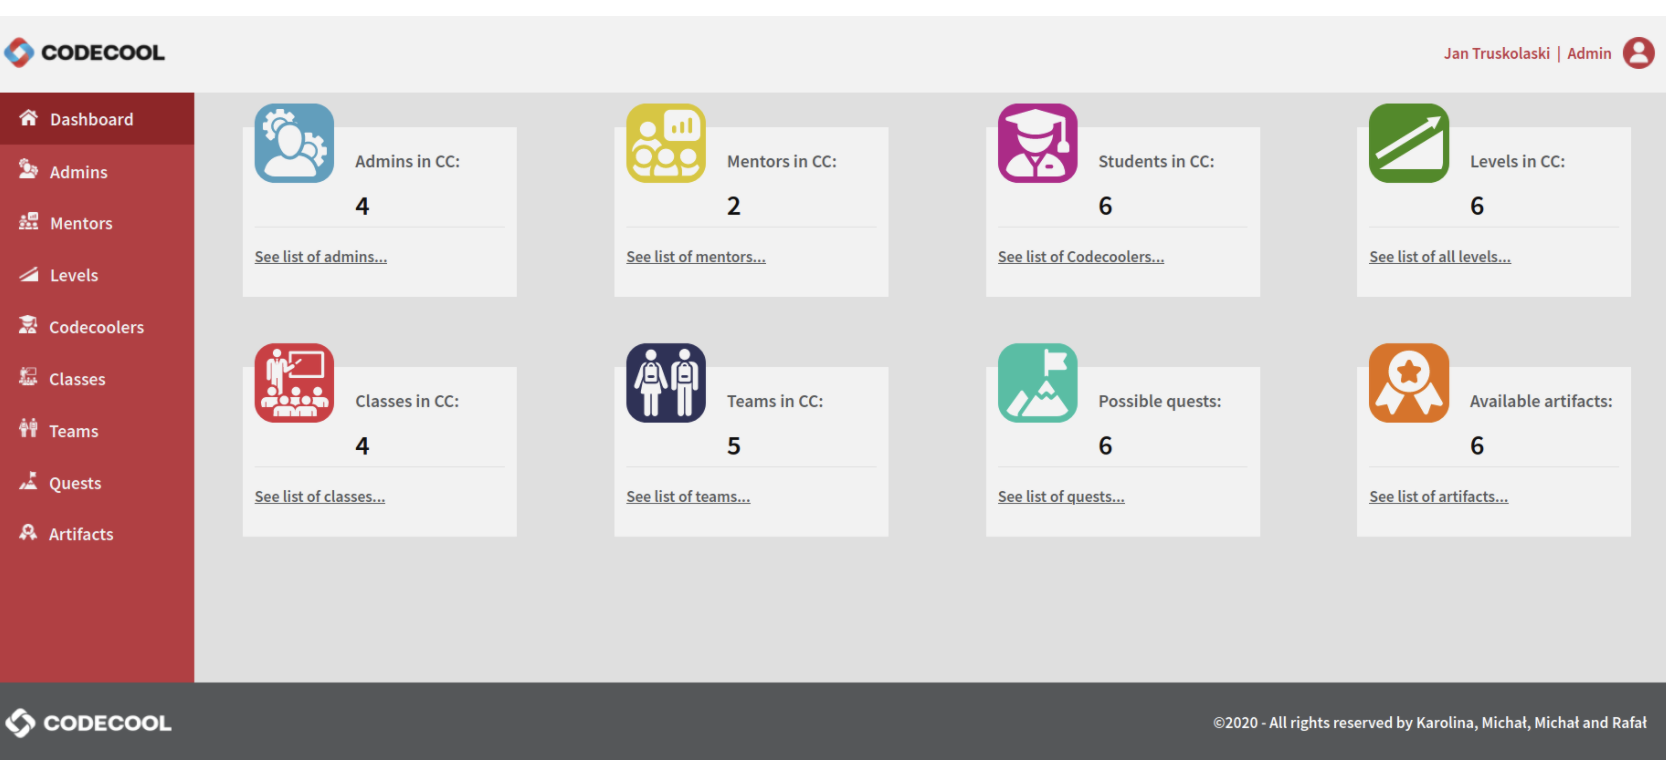 CODECOOL
Jan Truskolaski | Admin
Dashboard
Admins
Mentors
Levels
Codecoolers
Classes
Teams
Quests
Artifacts
Admins in CC:
4
See list of admins...
Mentors in CC:
2
See list of mentors...
Students in CC:
6
See list of Codecoolers...
Levels in CC:
6
See list of all levels...
Classes in CC:
4
See list of classes...
Teams in CC:
5
See list of teams...
Possible quests:
6
See list of quests...
Available artifacts:
6
See list of artifacts...
CODECOOL
©2020 - All rights reserved by Karolina, Michał, Michał and Rafał